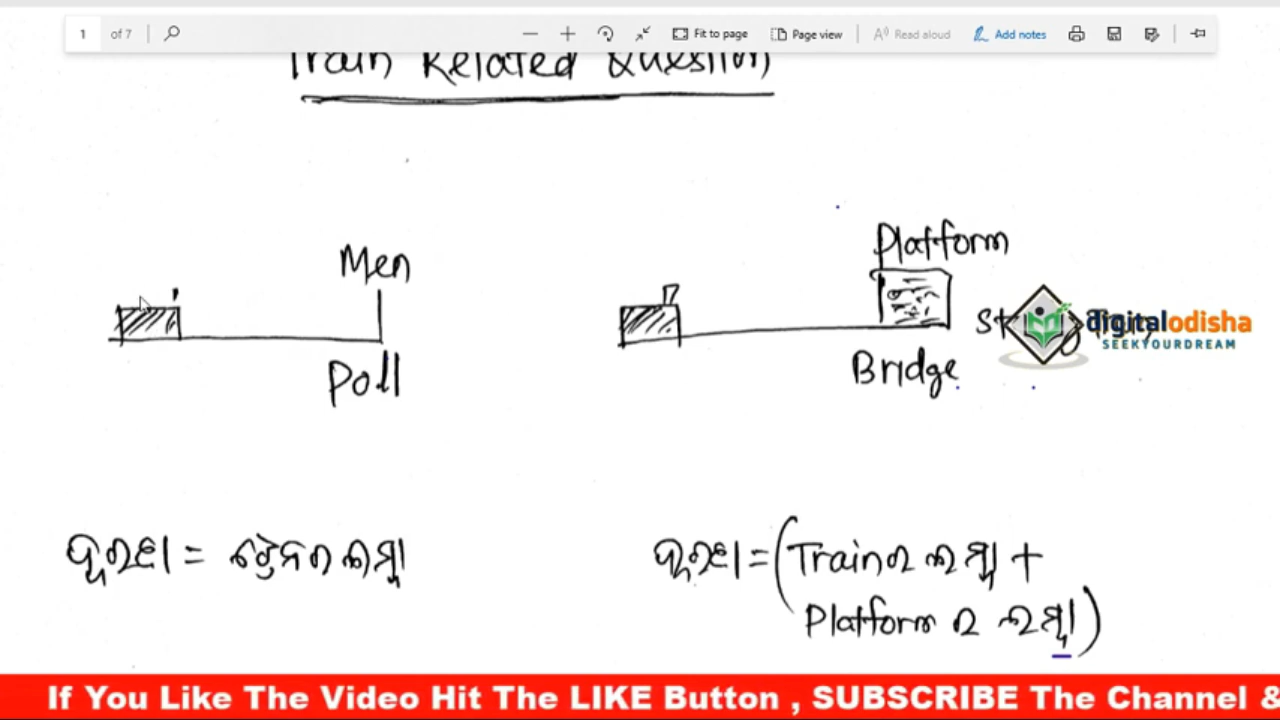 1 of 7 Fit to page Page view Read aloud Add notes
Train Related Question
Men
Poll
Platform
Bridge
digitalodisha
SEEKYOURDREAM
ଦୂରତା = ଟ୍ରେନର ଲମ୍ବା
ଦୂରତା = (Trainର ଲମ୍ବା +
Platform ର ଲମ୍ବା)
If You Like The Video Hit The LIKE Button , SUBSCRIBE The Channel &